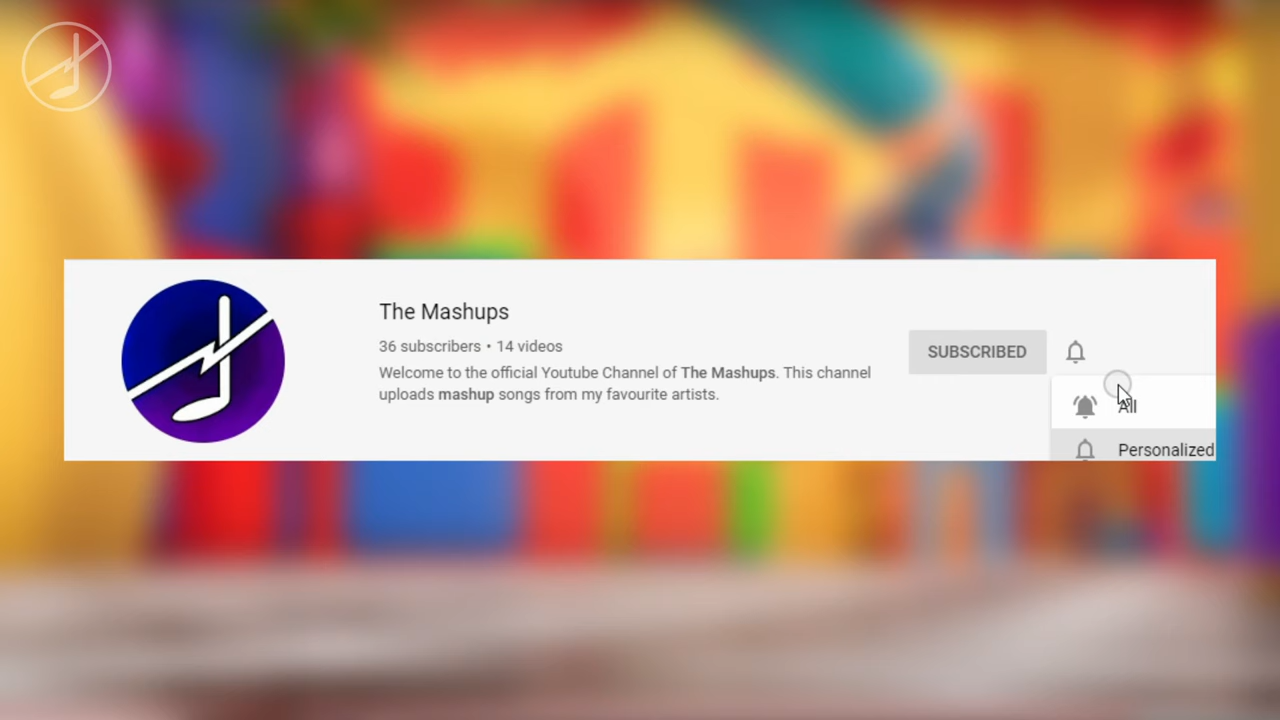 The Mashups
36 subscribers • 14 videos
Welcome to the official Youtube Channel of The Mashups. This channel
uploads mashup songs from my favourite artists.
SUBSCRIBED
All
Personalized